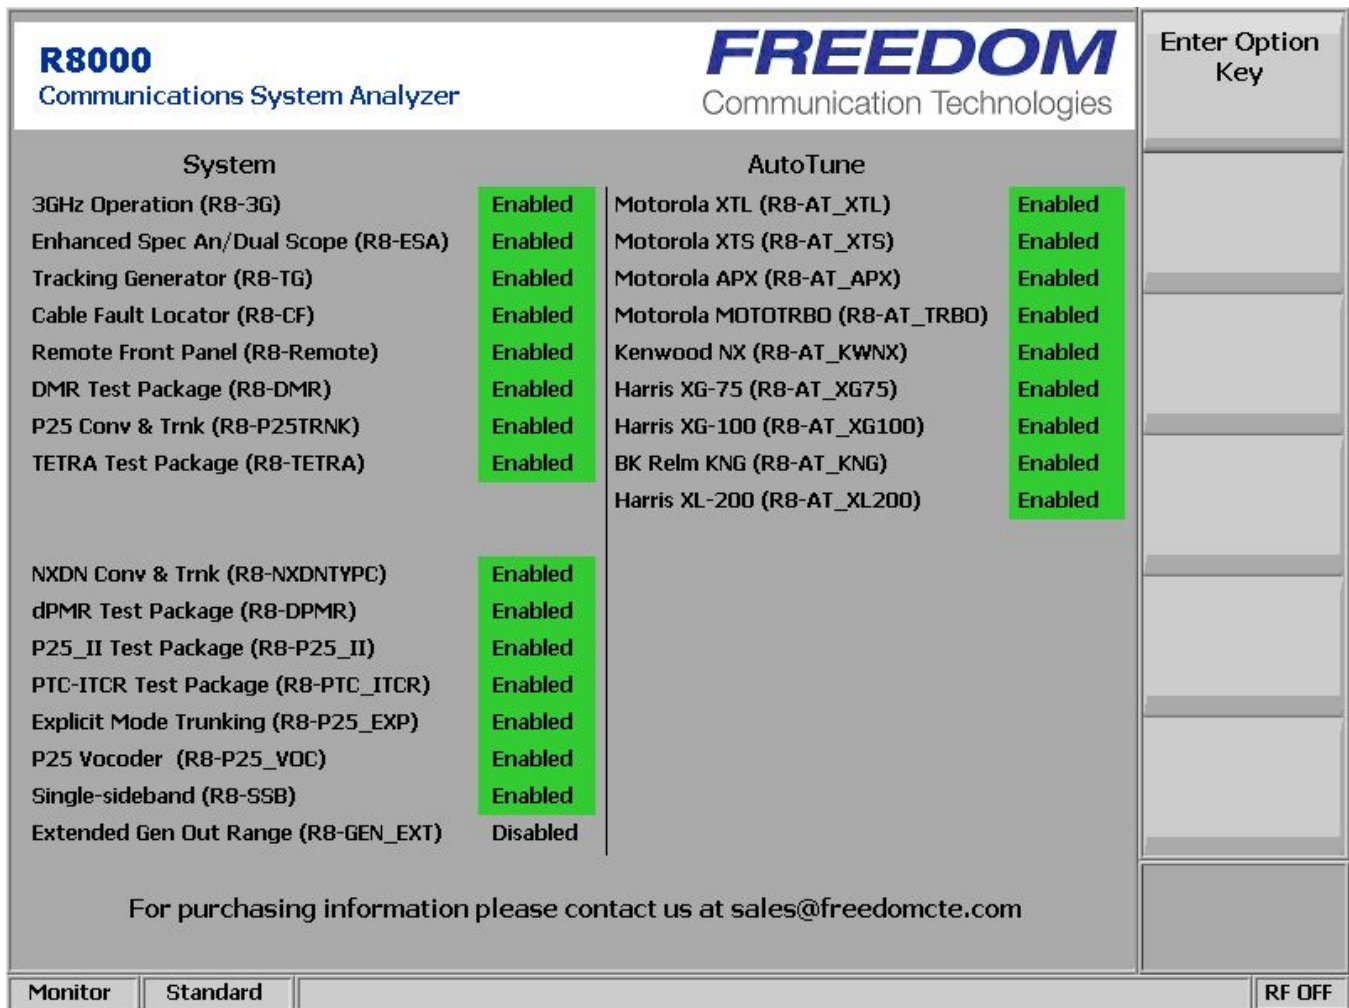 R8000
Communications System Analyzer
FREEDOM
Communication Technologies
Enter Option
Key
System
3GHz Operation (R8-3G) Enabled
Enhanced Spec An/Dual Scope (R8-ESA) Enabled
Tracking Generator (R8-TG) Enabled
Cable Fault Locator (R8-CF) Enabled
Remote Front Panel (R8-Remote) Enabled
DMR Test Package (R8-DMR) Enabled
P25 Conv & Trnk (R8-P25TRNK) Enabled
TETRA Test Package (R8-TETRA) Enabled
NXDN Conv & Trnk (R8-NXDNTYPC) Enabled
dPMR Test Package (R8-DPMR) Enabled
P25_II Test Package (R8-P25_II) Enabled
PTC-ITCR Test Package (R8-PTC_ITCR) Enabled
Explicit Mode Trunking (R8-P25_EXP) Enabled
P25 Vocoder (R8-P25_VOC) Enabled
Single-sideband (R8-SSB) Enabled
Extended Gen Out Range (R8-GEN_EXT) Disabled
AutoTune
Motorola XTL (R8-AT_XTL) Enabled
Motorola XTS (R8-AT_XTS) Enabled
Motorola APX (R8-AT_APX) Enabled
Motorola MOTOTRBO (R8-AT_TRBO) Enabled
Kenwood NX (R8-AT_KWNX) Enabled
Harris XG-75 (R8-AT_XG75) Enabled
Harris XG-100 (R8-AT_XG100) Enabled
BK Relm KNG (R8-AT_KNG) Enabled
Harris XL-200 (R8-AT_XL200) Enabled
For purchasing information please contact us at sales@freedomcte.com
Monitor Standard RF OFF